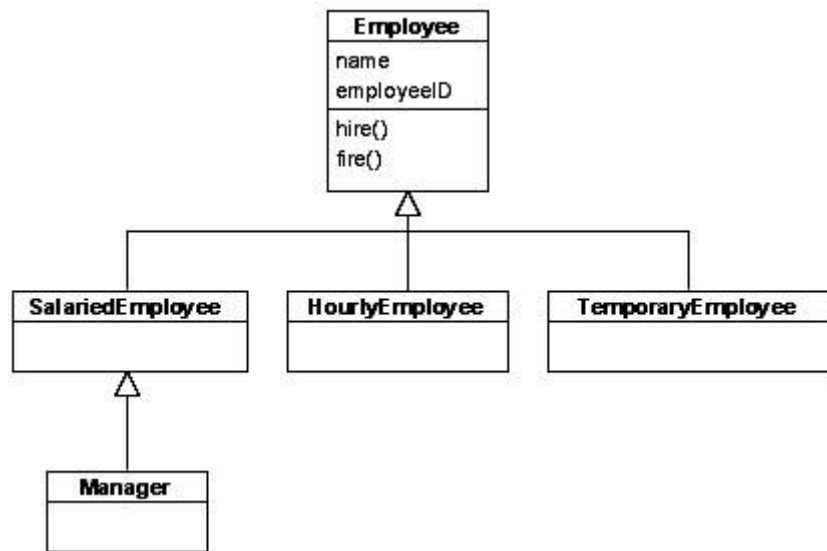 Employee
name
employeeID
hire()
fire()
SalariedEmployee
HourlyEmployee
TemporaryEmployee
Manager